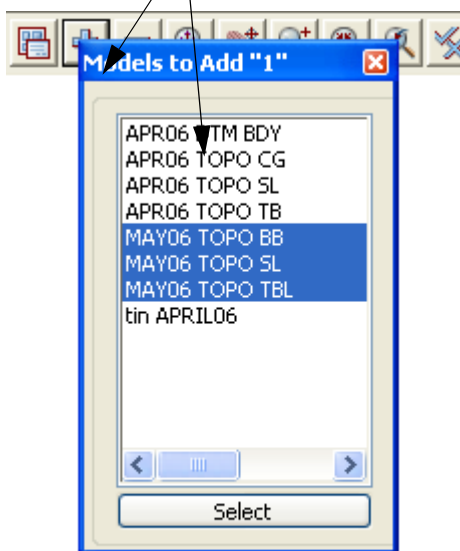 Models to Add "1"
APR06 DTM BDY
APR06 TOPO CG
APR06 TOPO SL
APR06 TOPO TB
MAY06 TOPO BB
MAY06 TOPO SL
MAY06 TOPO TBL
tin APRIL06
Select